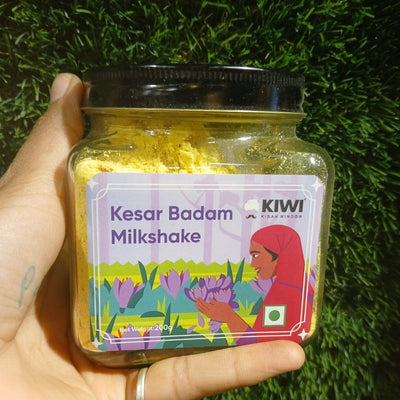 Kesar Badam
Milkshake
KIWI
KISAN WINDOW
Net Weight:200g